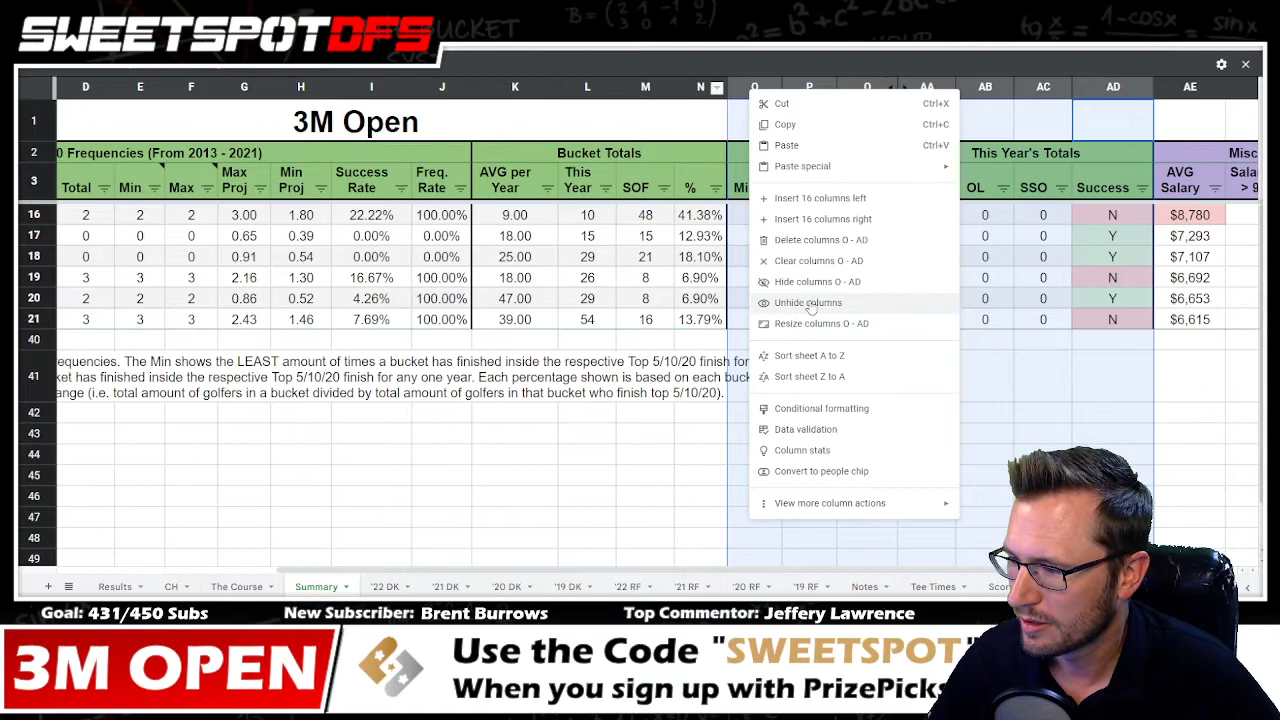 SWEETSPOTDFS
D E F G H I J K L M N O P Q AA AB AC AD AE
1 3M Open
2 0 Frequencies (From 2013 - 2021) Bucket Totals This Year's Totals Misc
3 Total Min Max Max Proj Min Proj Success Rate Freq. Rate AVG per Year This Year SOF % Mi OL SSO Success AVG Salary Sala > 9
16 2 2 2 3.00 1.80 22.22% 100.00% 9.00 10 48 41.38% 0 0 N $8,780
17 0 0 0 0.65 0.39 0.00% 0.00% 18.00 15 15 12.93% 0 0 Y $7,293
18 0 0 0 0.91 0.54 0.00% 0.00% 25.00 29 21 18.10% 0 0 Y $7,107
19 3 3 3 2.16 1.30 16.67% 100.00% 18.00 26 8 6.90% 0 0 N $6,692
20 2 2 2 0.86 0.52 4.26% 100.00% 47.00 29 8 6.90% 0 0 Y $6,653
21 3 3 3 2.43 1.46 7.69% 100.00% 39.00 54 16 13.79% 0 0 N $6,615
40
equencies. The Min shows the LEAST amount of times a bucket has finished inside the respective Top 5/10/20 finish for
41 ket has finished inside the respective Top 5/10/20 finish for any one year. Each percentage shown is based on each buck
ange (i.e. total amount of golfers in a bucket divided by total amount of golfers in that bucket who finish top 5/10/20).
42
43
44
45
46
47
48
49
Cut Ctrl+X
Copy Ctrl+C
Paste Ctrl+V
Paste special
Insert 16 columns left
Insert 16 columns right
Delete columns O - AD
Clear columns O - AD
Hide columns O - AD
Unhide columns
Resize columns O - AD
Sort sheet A to Z
Sort sheet Z to A
Conditional formatting
Data validation
Column stats
Convert to people chip
View more column actions
Results CH The Course Summary '22 DK '21 DK '20 DK '19 DK '22 RF '21 RF '20 RF '19 RF Notes Tee Times Scor
Goal: 431/450 Subs New Subscriber: Brent Burrows Top Commentor: Jeffery Lawrence
3M OPEN
Use the Code "SWEETSPOT"
When you sign up with PrizePicks